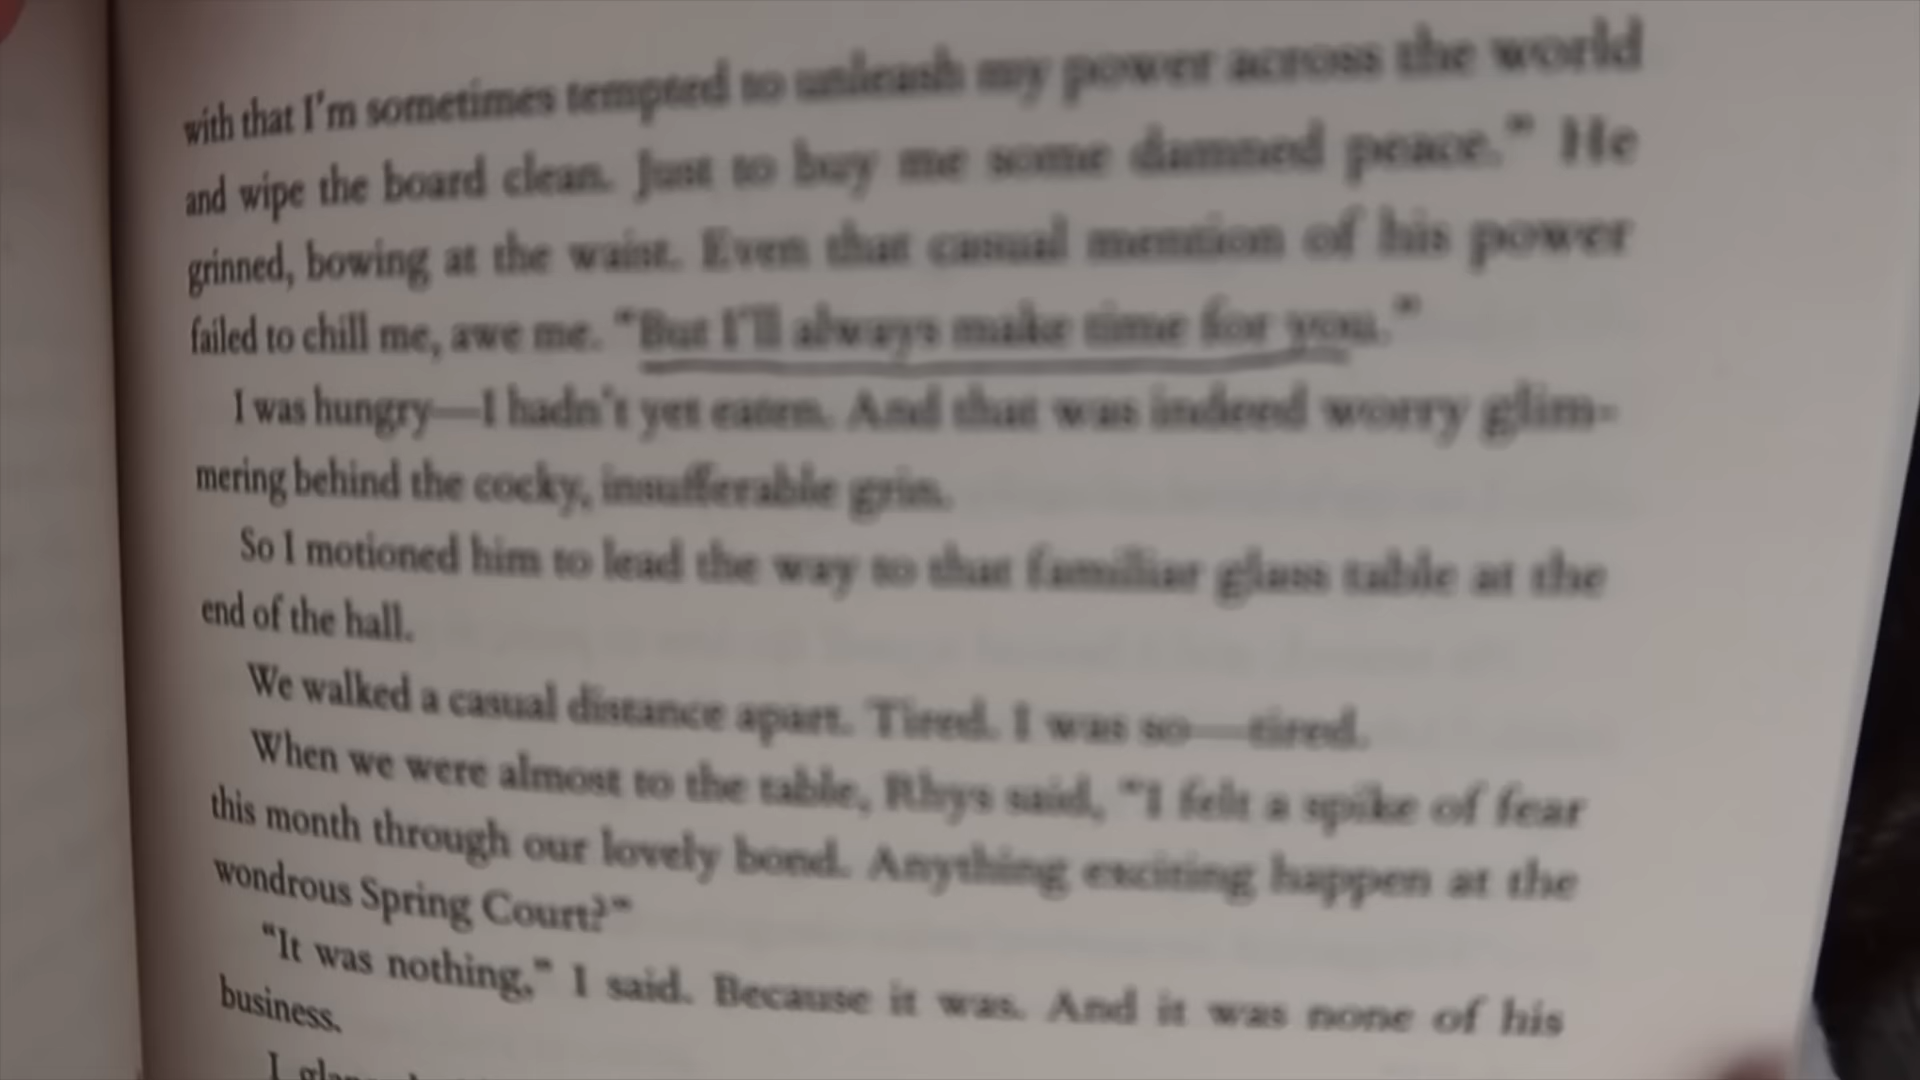 with that I'm sometimes tempted to unleash my power across the world
and wipe the board clean. Just to buy me some damned peace.” He
grinned, bowing at the waist. Even that casual mention of his power
failed to chill me, awe me. “But I'll always make time for you.”
I was hungry—I hadn't yet eaten. And that was indeed worry glim-
mering behind the cocky, insufferable grin.
So I motioned him to lead the way to that familiar glass table at the
end of the hall.
We walked a casual distance apart. Tired. I was so—tired.
When we were almost to the table, Rhys said, “I felt a spike of fear
this month through our lovely bond. Anything exciting happen at the
wondrous Spring Court?”
“It was nothing,” I said. Because it was. And it was none of his
business.
I